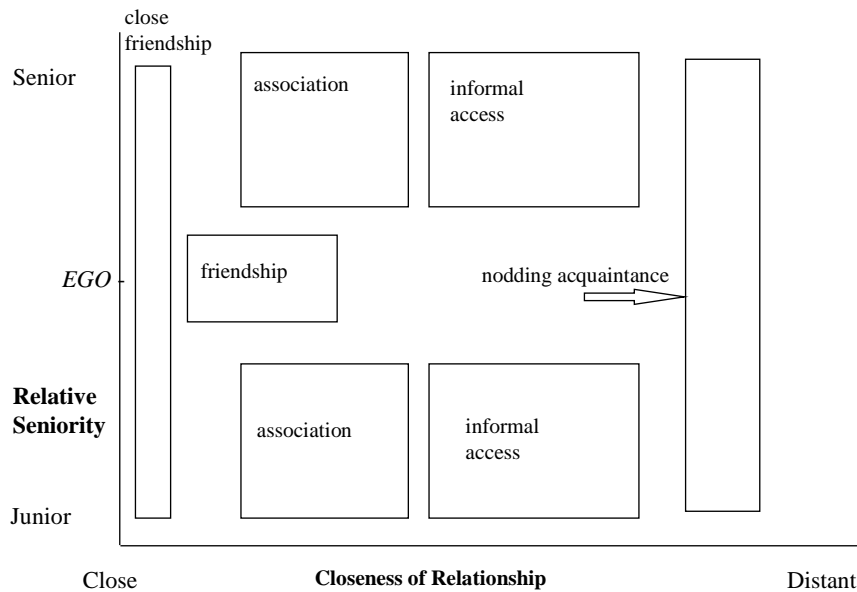 close
friendship
Senior
association
informal
access
EGO
friendship
nodding acquaintance
Relative
Seniority
association
informal
access
Junior
Close
Closeness of Relationship
Distant